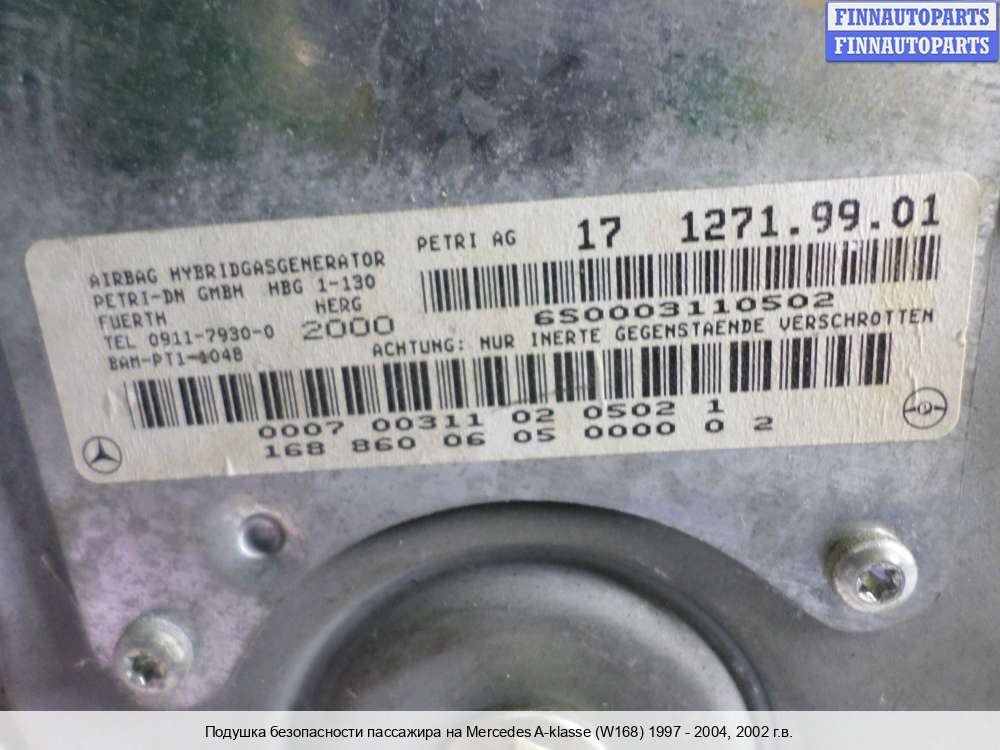 FINNAUTOPARTS
FINNAUTOPARTS
PETRI AG 17 1271.99.01
AIRBAG HYBRIDGASGENERATOR
PETRI-DN GMBH HBG 1-130
FUERTH HERG
TEL 0911-7930-0 2000
BAM-PT1-1048
6S0003110502
ACHTUNG: NUR INERTE GEGENSTAENDE VERSCHROTTEN
0007 00311 02 0502 1
168 860 06 05 0000 0 2
Подушка безопасности пассажира на Mercedes A-klasse (W168) 1997 - 2004, 2002 г.в.